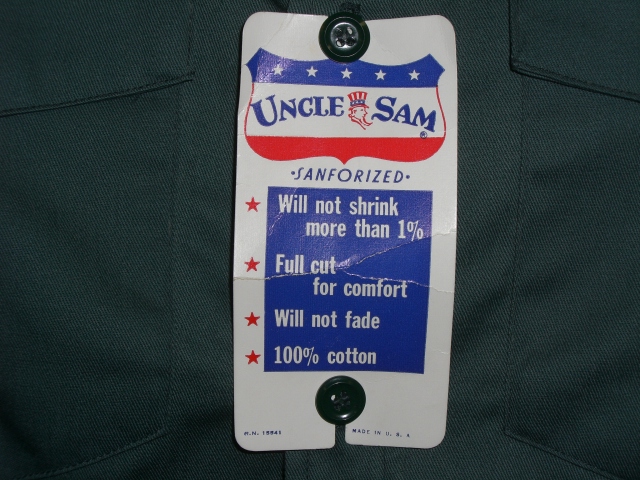 UNCLE SAM
®
•SANFORIZED•
Will not shrink
more than 1%
Full cut
for comfort
Will not fade
100% cotton
R.N. 15541
MADE IN U. S. A.